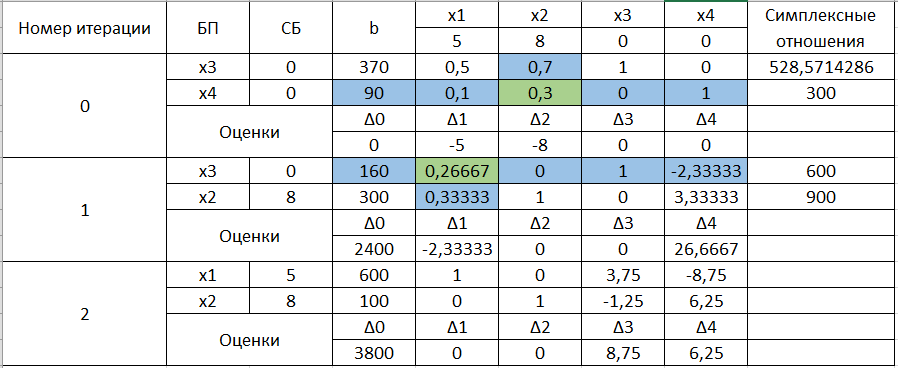 Номер итерации БП СБ b x1 x2 x3 x4 Симплексные отношения
5 8 0 0
0 x3 0 370 0,5 0,7 1 0 528,5714286
x4 0 90 0,1 0,3 0 1 300
Оценки Δ0 Δ1 Δ2 Δ3 Δ4
0 -5 -8 0 0
1 x3 0 160 0,26667 0 1 -2,33333 600
x2 8 300 0,33333 1 0 3,33333 900
Оценки Δ0 Δ1 Δ2 Δ3 Δ4
2400 -2,33333 0 0 26,6667
2 x1 5 600 1 0 3,75 -8,75
x2 8 100 0 1 -1,25 6,25
Оценки Δ0 Δ1 Δ2 Δ3 Δ4
3800 0 0 8,75 6,25